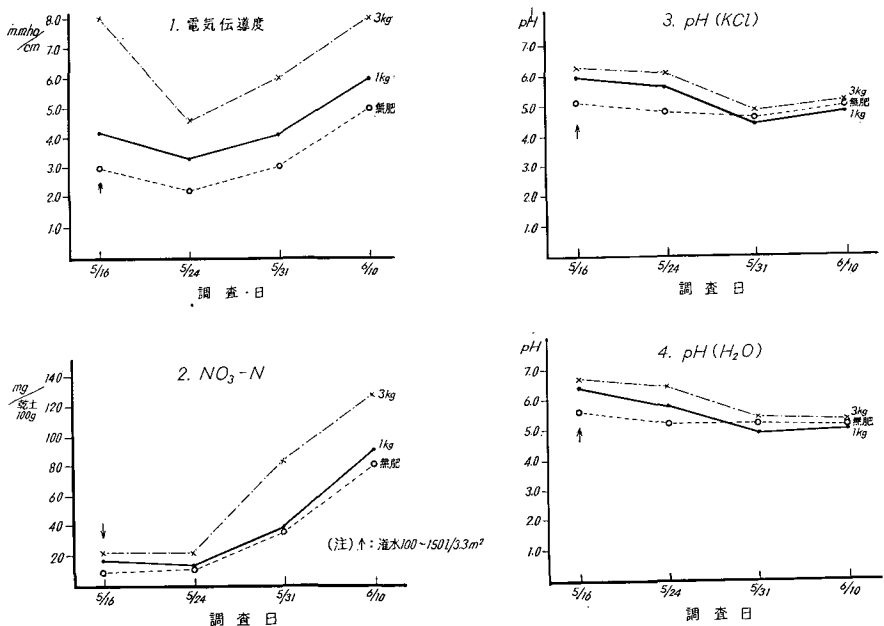 1. 電気伝導度
m.mho/cm
8.0
6.0
4.0
3.0
2.0
1.0
3kg
1kg
無肥
5/16
5/24
5/31
6/10
調査・日
2. NO₃-N
mg/乾土100g
140
120
100
80
60
40
20
3kg
1kg
無肥
(注)↑:灌水100~150l/3.3m²
5/16
5/24
5/31
6/10
調査日
3. pH (KCl)
pH
7.0
6.0
5.0
4.0
3.0
2.0
1.0
3kg
無肥
1kg
5/16
5/24
5/31
6/10
調査日
4. pH (H₂O)
pH
7.0
6.0
5.0
4.0
3.0
2.0
1.0
3kg
無肥
1kg
5/16
5/24
5/31
6/10
調査日